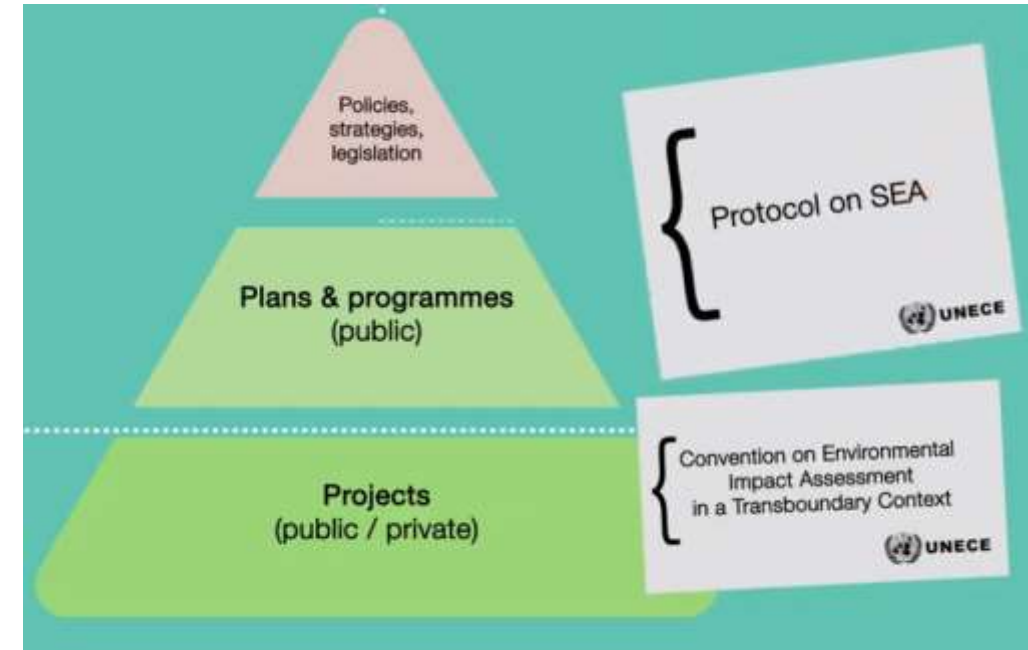 Policies,
strategies,
legislation
Protocol on SEA
UNECE
Plans & programmes
(public)
Projects
(public / private)
Convention on Environmental
Impact Assessment
in a Transboundary Context
UNECE